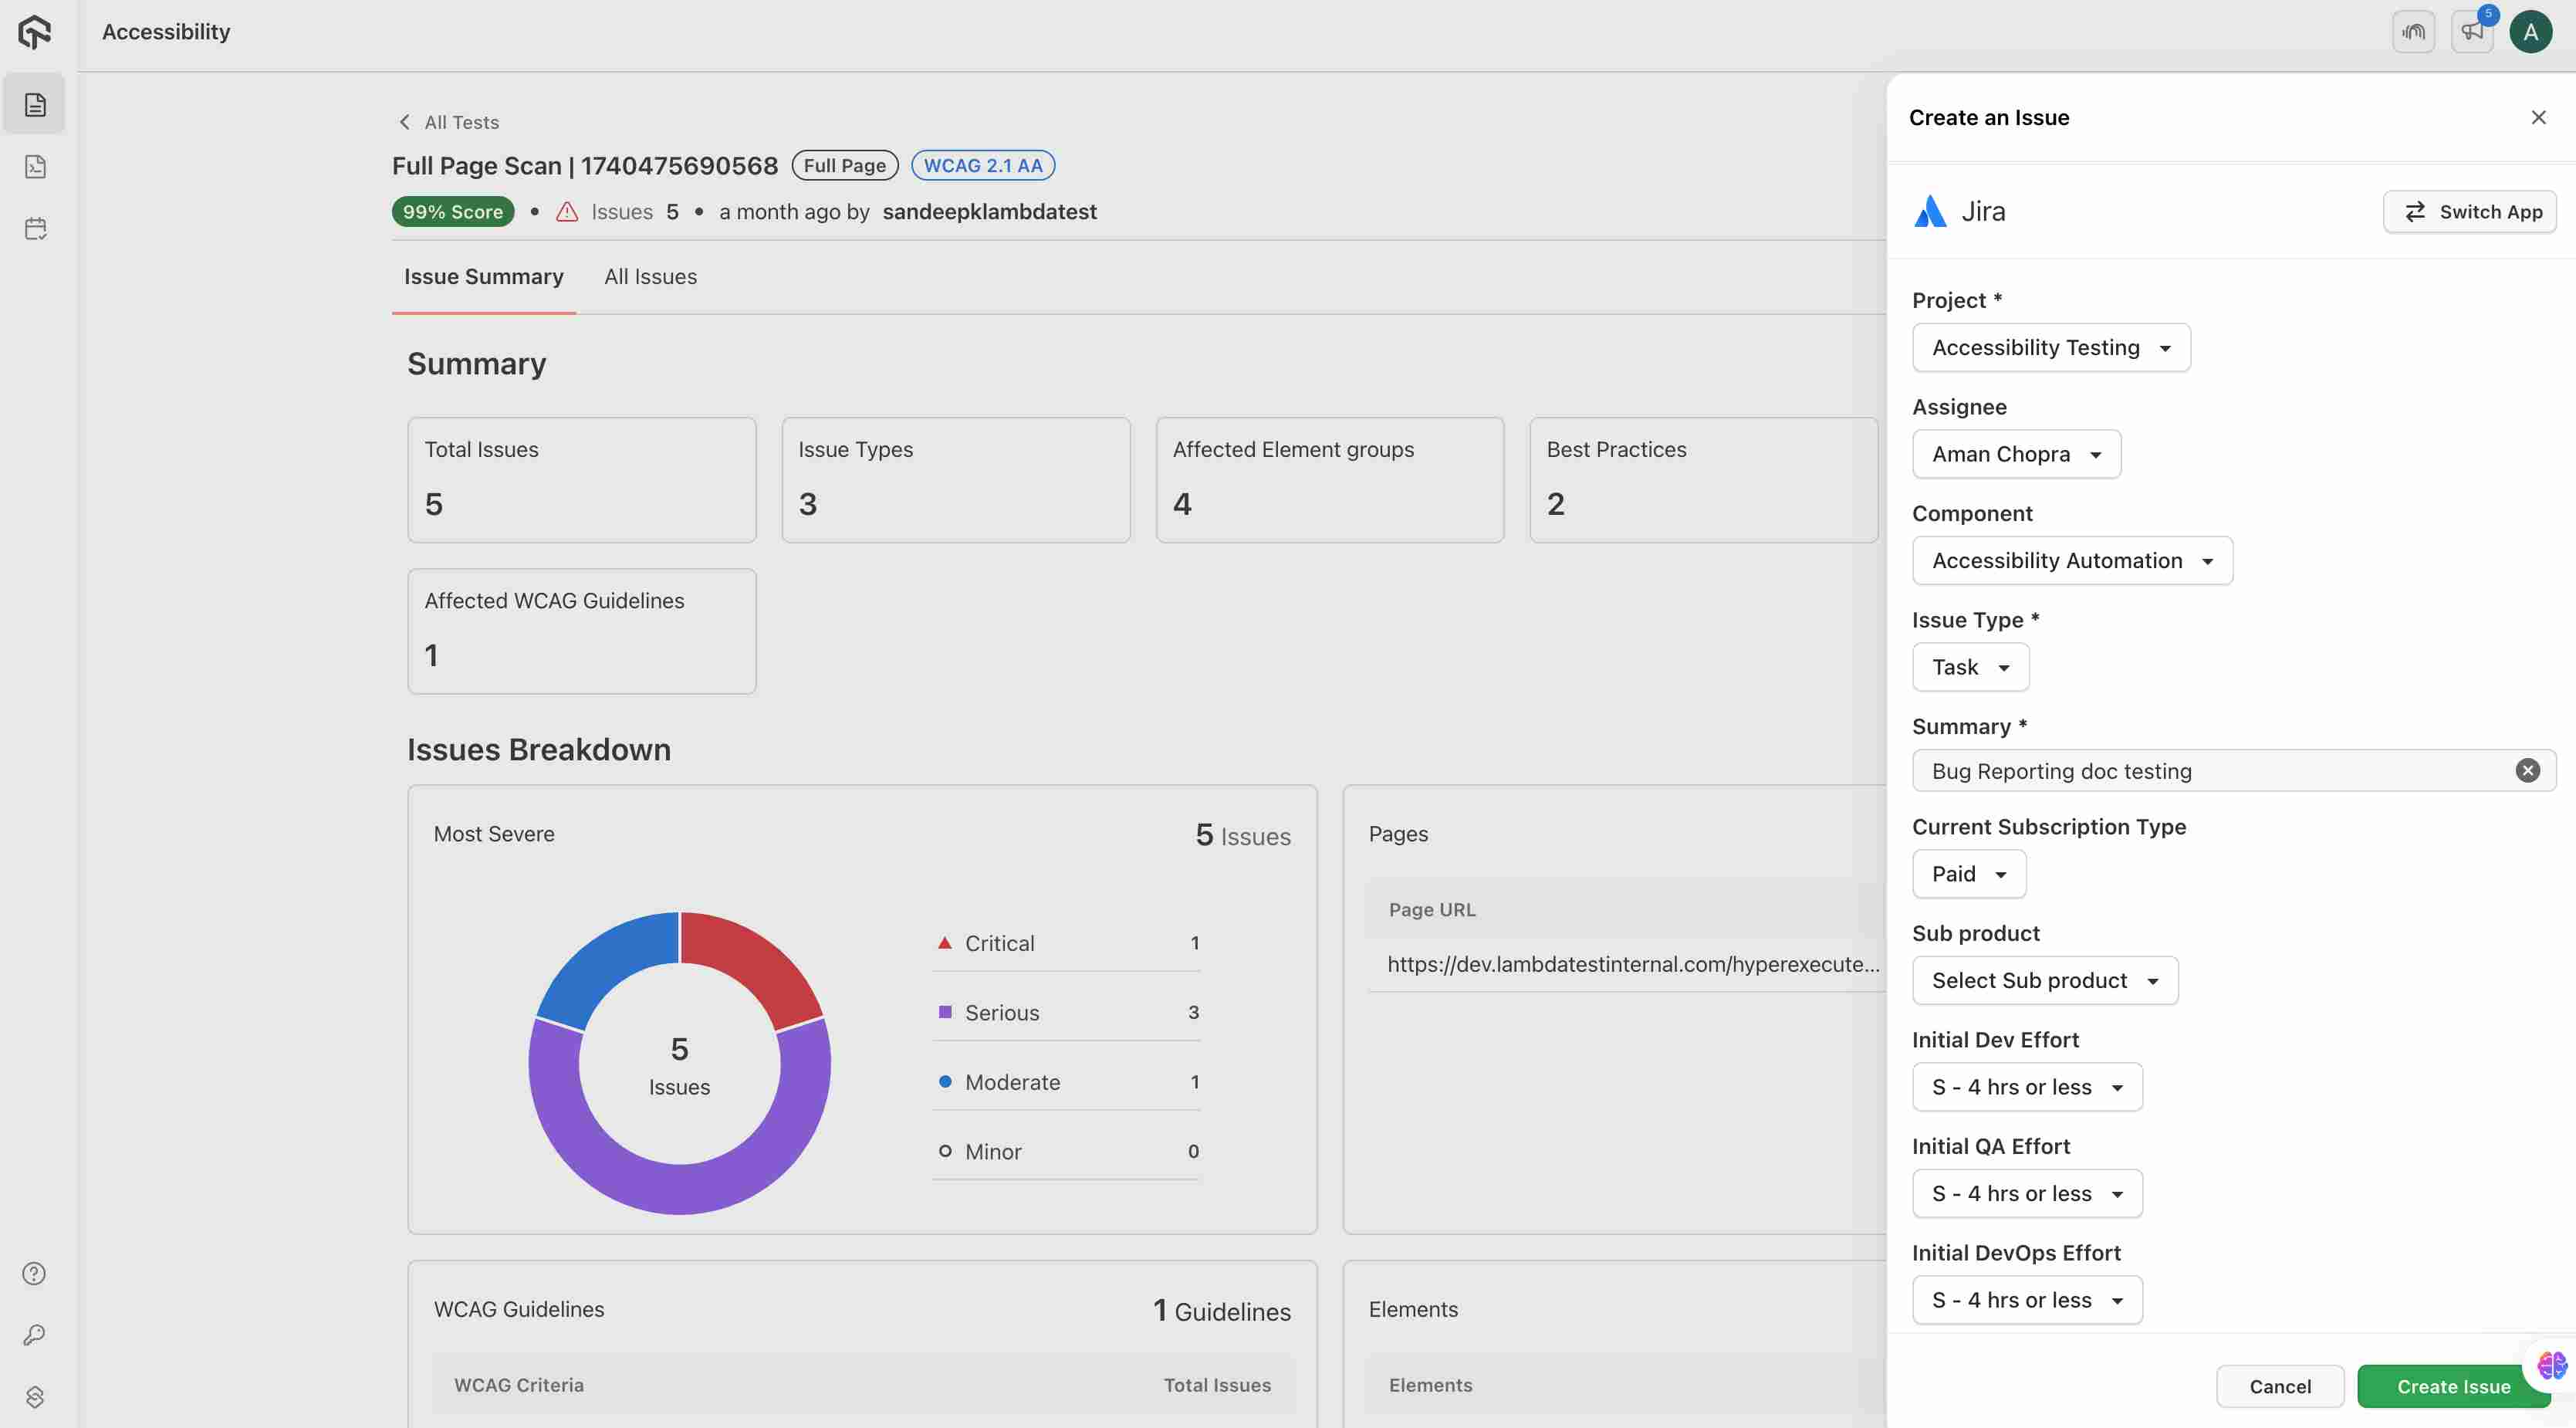 Accessibility
5
A
All Tests
Full Page Scan | 1740475690568 Full Page WCAG 2.1 AA
99% Score • Issues 5 • a month ago by sandeepklambdatest
Issue Summary All Issues
Summary
Total Issues
5
Issue Types
3
Affected Element groups
4
Best Practices
2
Affected WCAG Guidelines
1
Issues Breakdown
Most Severe 5 Issues
5
Issues
Critical 1
Serious 3
Moderate 1
Minor 0
Pages
Page URL
https://dev.lambdatestinternal.com/hyperexecute...
WCAG Guidelines 1 Guidelines
WCAG Criteria Total Issues
Elements
Elements
Create an Issue
Jira Switch App
Project *
Accessibility Testing
Assignee
Aman Chopra
Component
Accessibility Automation
Issue Type *
Task
Summary *
Bug Reporting doc testing
Current Subscription Type
Paid
Sub product
Select Sub product
Initial Dev Effort
S - 4 hrs or less
Initial QA Effort
S - 4 hrs or less
Initial DevOps Effort
S - 4 hrs or less
Cancel Create Issue